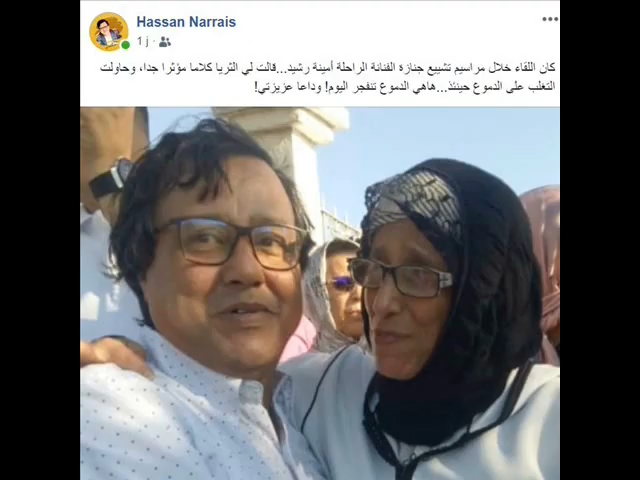 Hassan Narrais
1 j
كان اللقاء خلال مراسيم تشييع جنازة الفنانة الراحلة أمينة رشيد...قالت لي الثريا كلاما مؤثرا جدا، وحاولت
التغلب على الدموع حينئذ...هاهي الدموع تنفجر اليوم! وداعا عزيزتي!